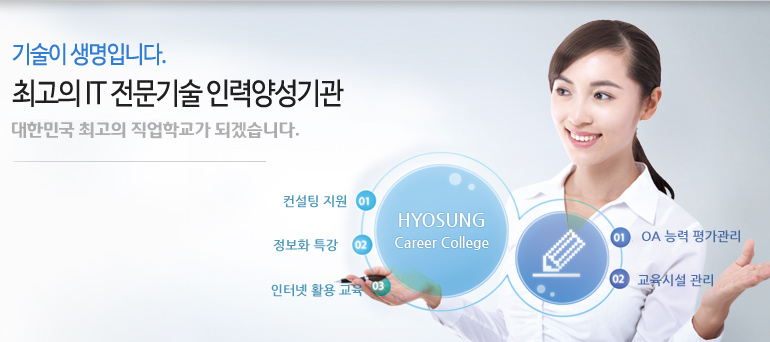 기술이 생명입니다.
최고의 IT 전문기술 인력양성기관
대한민국 최고의 직업학교가 되겠습니다.
컨설팅 지원 01
정보화 특강 02
인터넷 활용 교육 03
HYOSUNG
Career College
01 OA 능력 평가관리
02 교육시설 관리